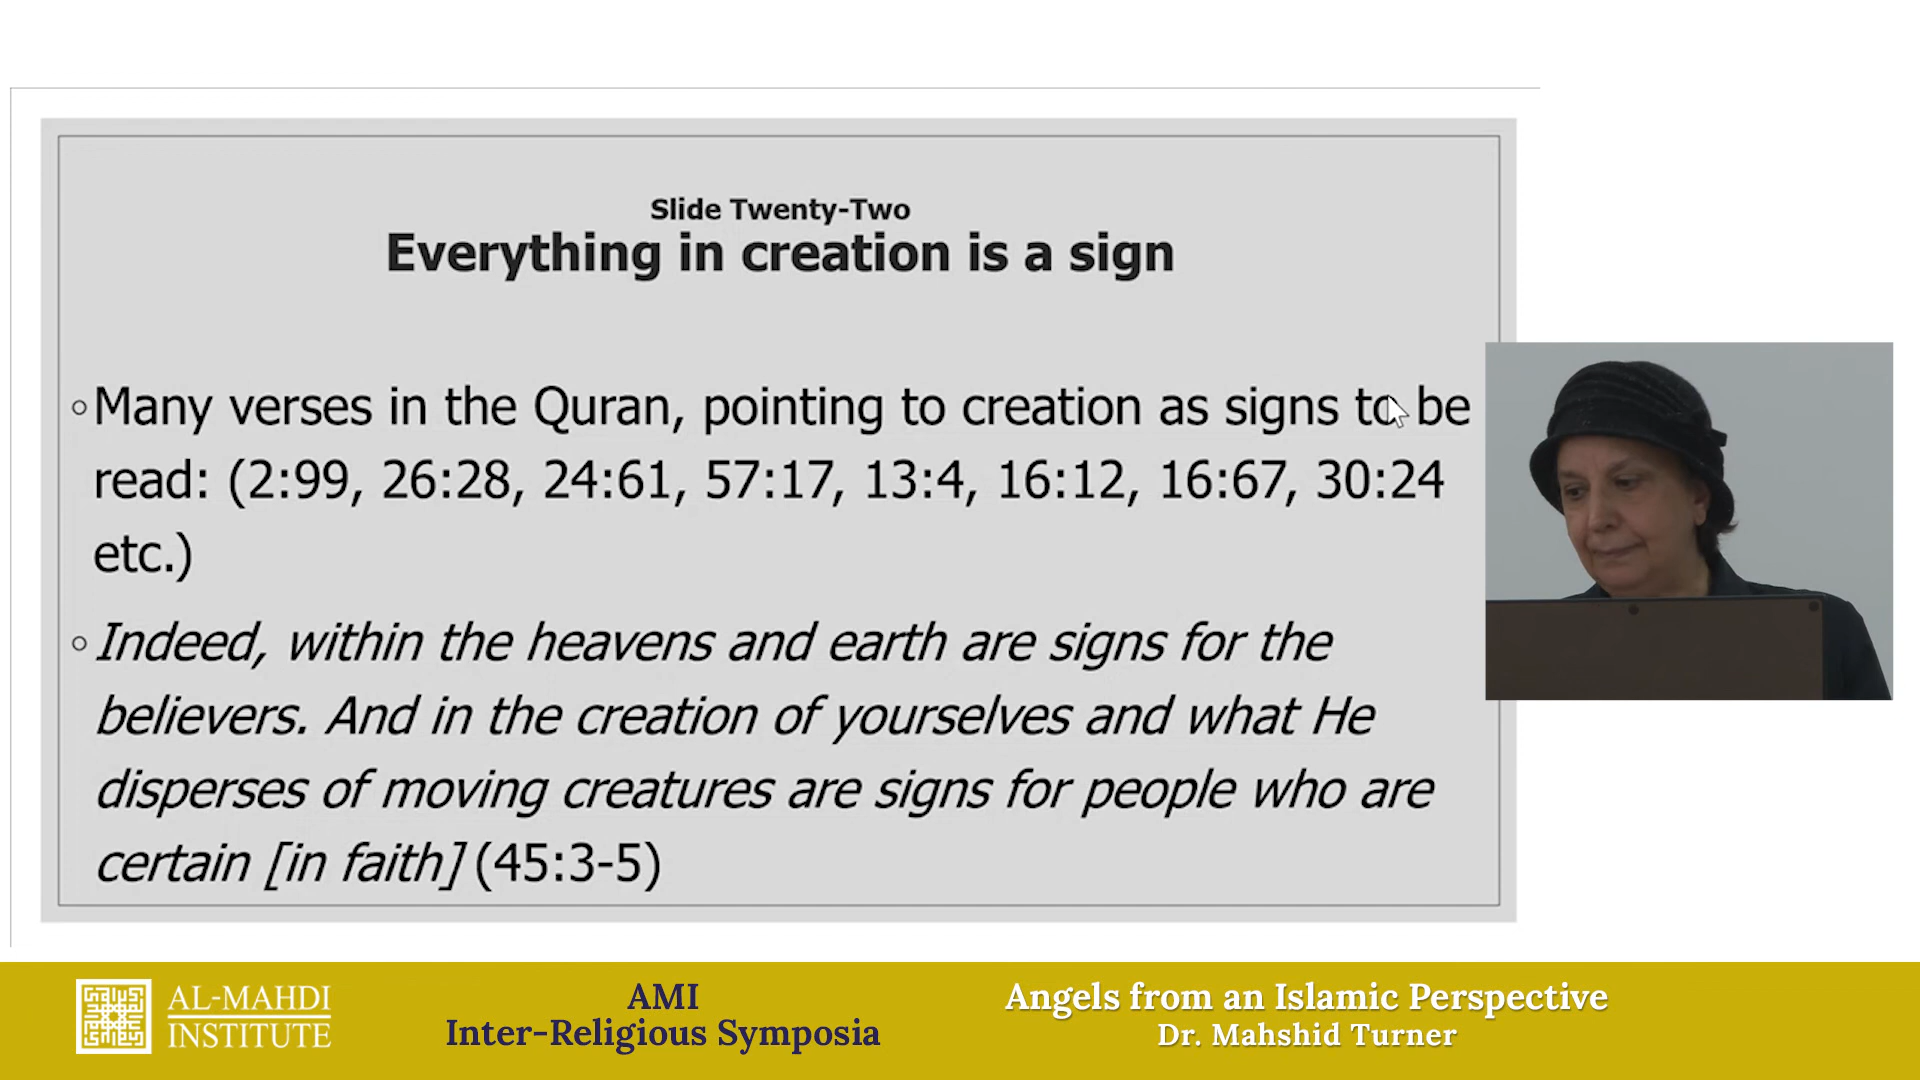 Slide Twenty-Two
Everything in creation is a sign
◦Many verses in the Quran, pointing to creation as signs to be
read: (2:99, 26:28, 24:61, 57:17, 13:4, 16:12, 16:67, 30:24
etc.)
◦Indeed, within the heavens and earth are signs for the
believers. And in the creation of yourselves and what He
disperses of moving creatures are signs for people who are
certain [in faith] (45:3-5)
AL-MAHDI
INSTITUTE
AMI
Inter-Religious Symposia
Angels from an Islamic Perspective
Dr. Mahshid Turner